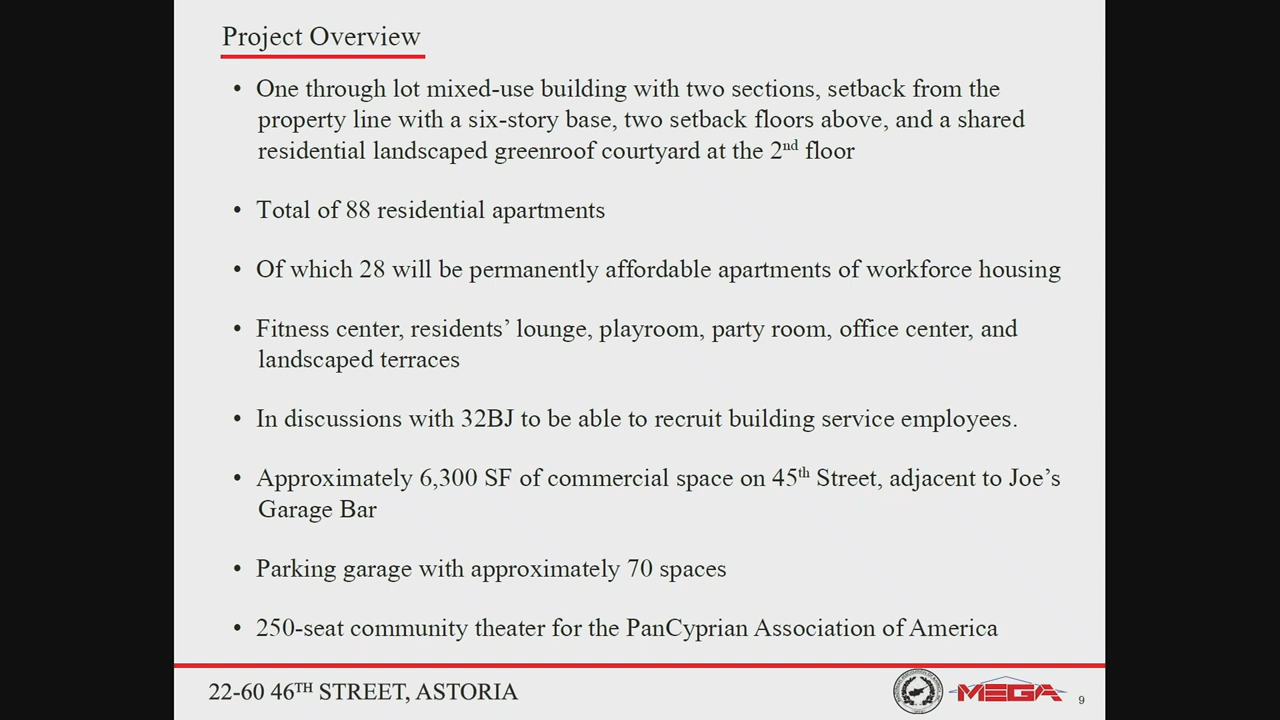 Project Overview
• One through lot mixed-use building with two sections, setback from the
property line with a six-story base, two setback floors above, and a shared
residential landscaped greenroof courtyard at the 2nd floor
• Total of 88 residential apartments
• Of which 28 will be permanently affordable apartments of workforce housing
• Fitness center, residents’ lounge, playroom, party room, office center, and
landscaped terraces
• In discussions with 32BJ to be able to recruit building service employees.
• Approximately 6,300 SF of commercial space on 45th Street, adjacent to Joe’s
Garage Bar
• Parking garage with approximately 70 spaces
• 250-seat community theater for the PanCyprian Association of America
22-60 46TH STREET, ASTORIA
MEGA
9